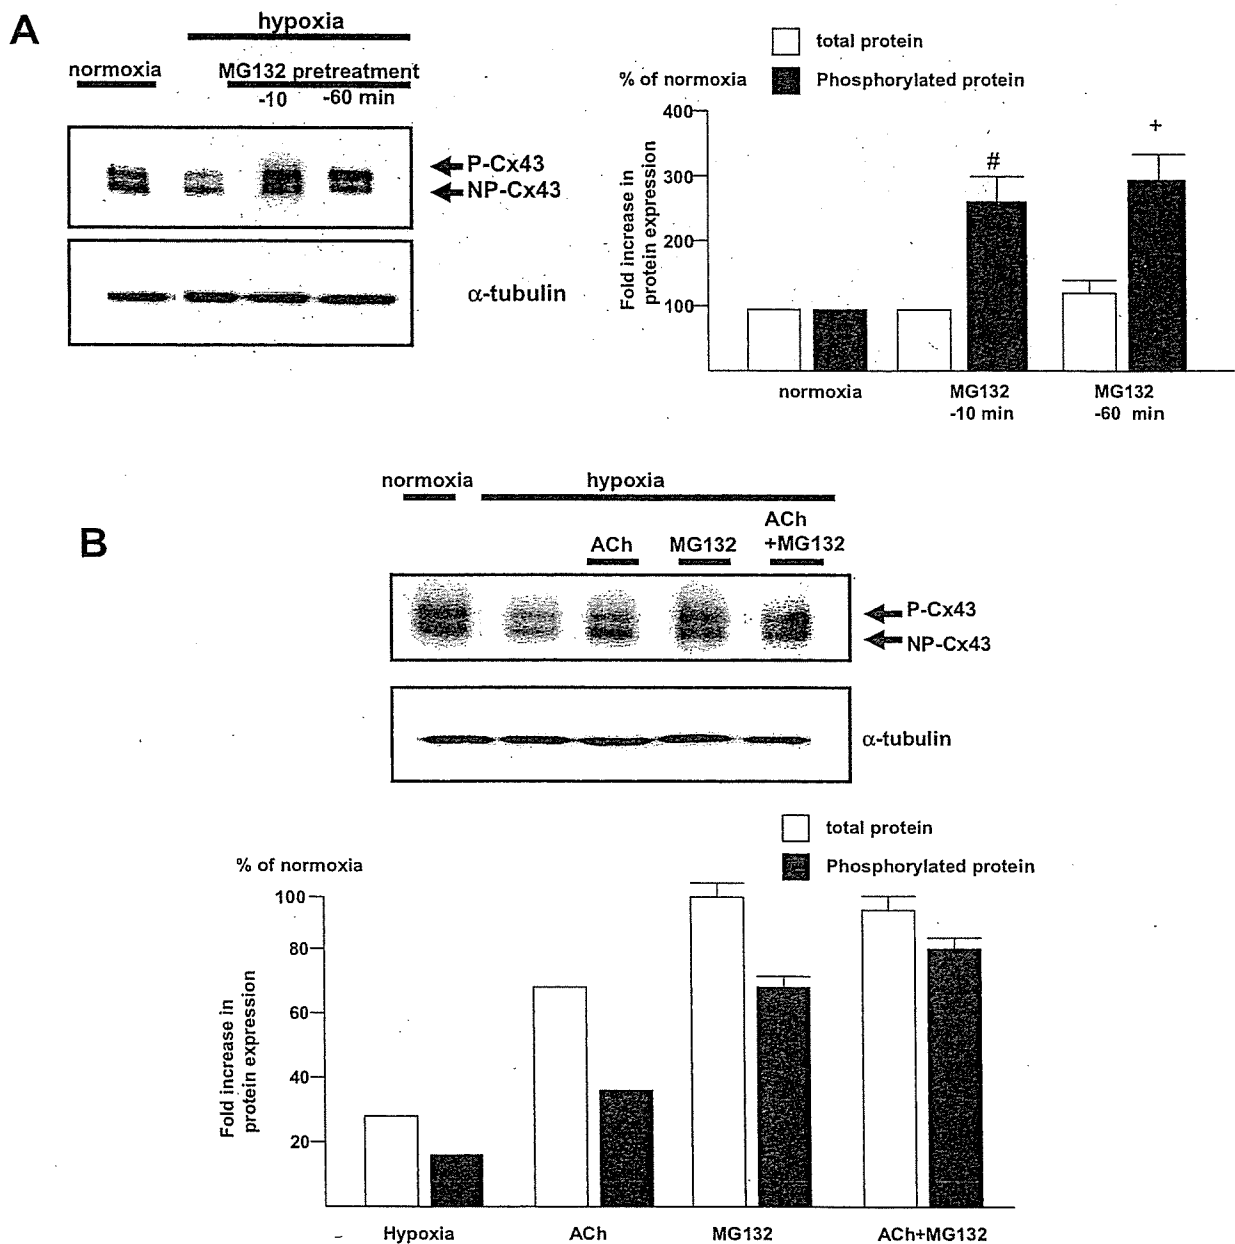 A
hypoxia
normoxia
MG132 pretreatment
-10
-60 min
P-Cx43
NP-Cx43
α-tubulin
total protein
Phosphorylated protein
% of normoxia
Fold increase in
protein expression
400
300
200
100
#
+
normoxia
MG132
-10 min
MG132
-60 min
B
normoxia
hypoxia
ACh
MG132
ACh
+MG132
P-Cx43
NP-Cx43
α-tubulin
total protein
Phosphorylated protein
% of normoxia
Fold increase in
protein expression
100
80
60
40
20
Hypoxia
ACh
MG132
ACh+MG132